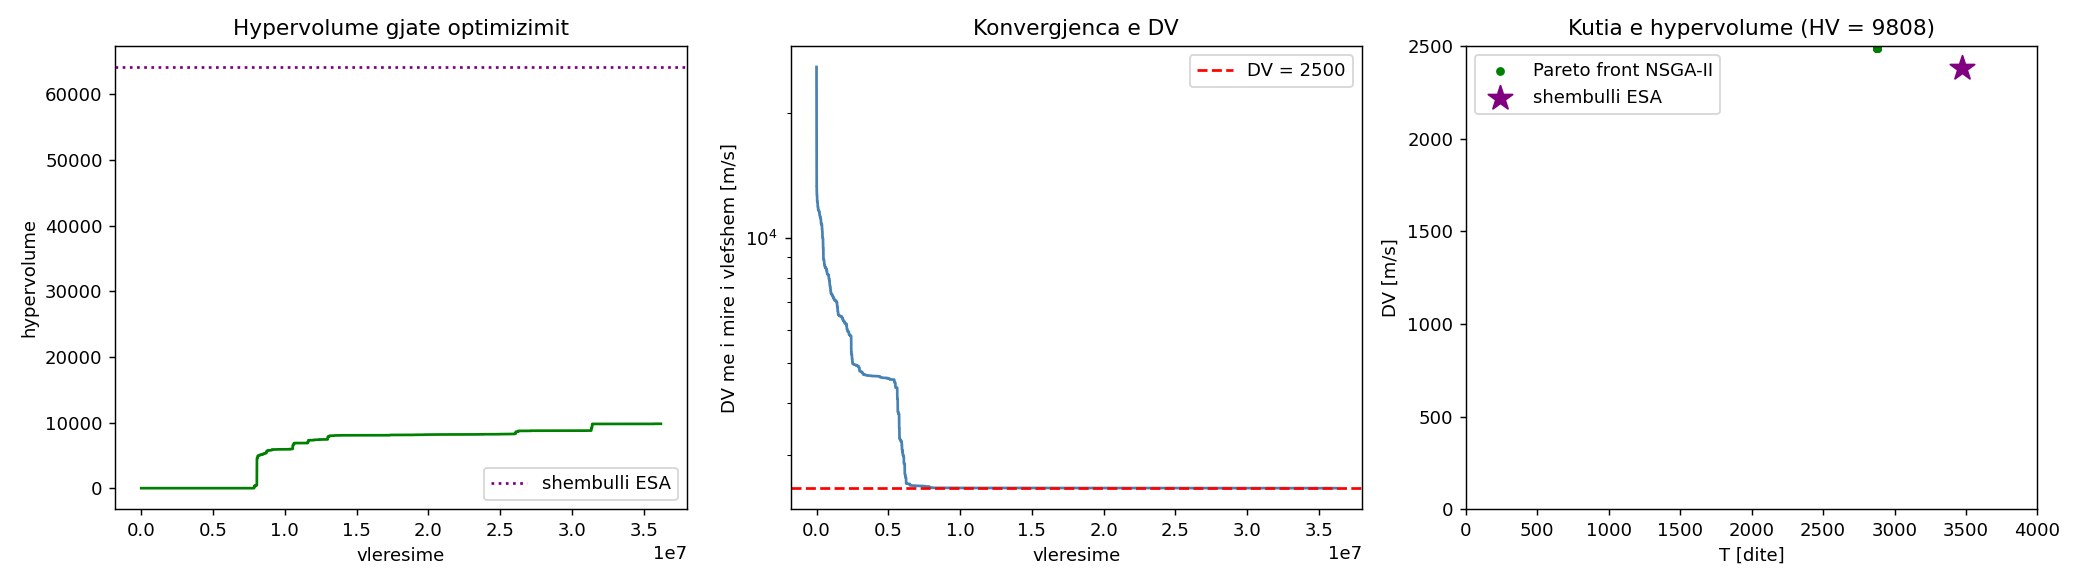 Hypervolume gjate optimizimit
hypervolume
60000
50000
40000
30000
20000
10000
0
shembulli ESA
0.0 0.5 1.0 1.5 2.0 2.5 3.0 3.5
1e7
vleresime
Konvergjenca e DV
DV me i mire i vlefshem [m/s]
10^4
DV = 2500
0.0 0.5 1.0 1.5 2.0 2.5 3.0 3.5
1e7
vleresime
Kutia e hypervolume (HV = 9808)
DV [m/s]
2500
2000
1500
1000
500
0
Pareto front NSGA-II
shembulli ESA
0 500 1000 1500 2000 2500 3000 3500 4000
T [dite]